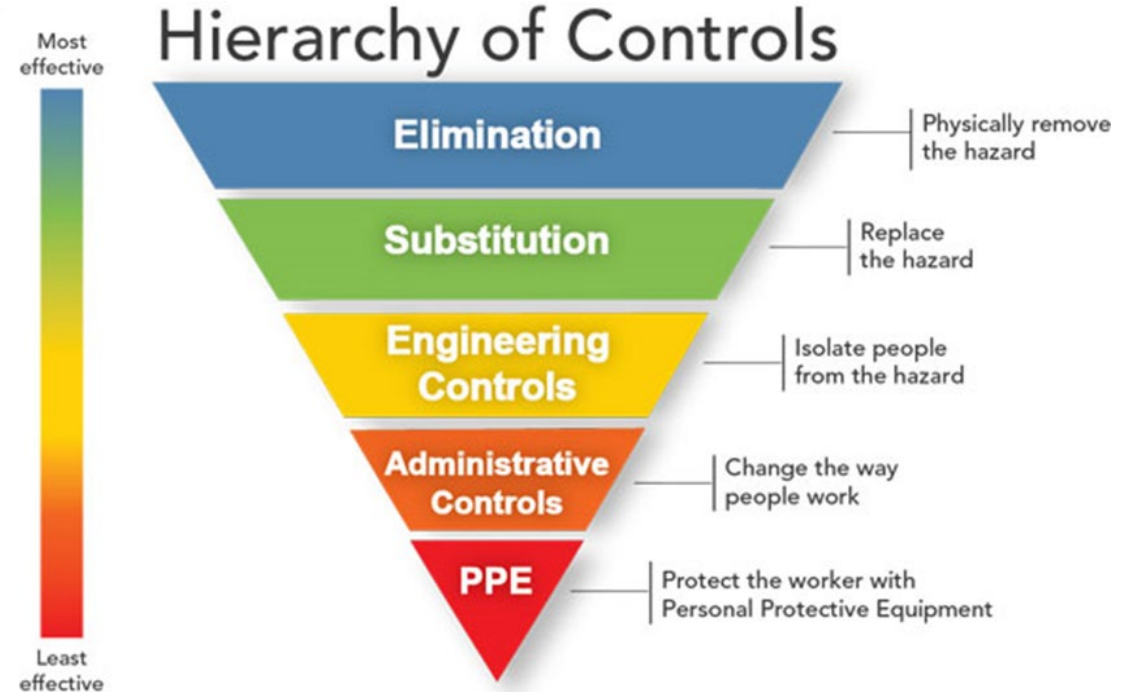 Hierarchy of Controls
Most
effective
Elimination
Physically remove
the hazard
Substitution
Replace
the hazard
Engineering
Controls
Isolate people
from the hazard
Administrative
Controls
Change the way
people work
PPE
Protect the worker with
Personal Protective Equipment
Least
effective